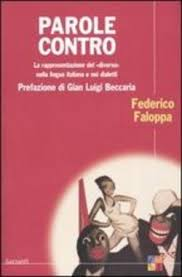 PAROLE
CONTRO
La rappresentazione del «diverso»
nella lingua italiana e nei dialetti
Prefazione di Gian Luigi Beccaria
Federico
Faloppa
Garzanti